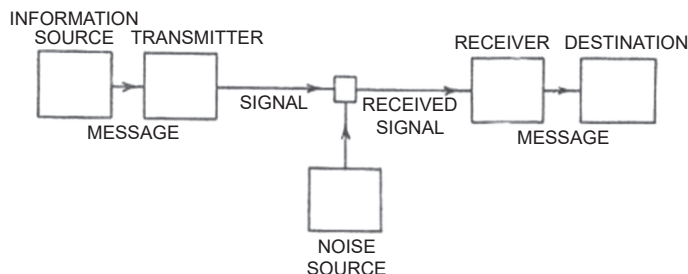 INFORMATION
SOURCE
TRANSMITTER
RECEIVER
DESTINATION
SIGNAL
RECEIVED
SIGNAL
MESSAGE
MESSAGE
NOISE
SOURCE